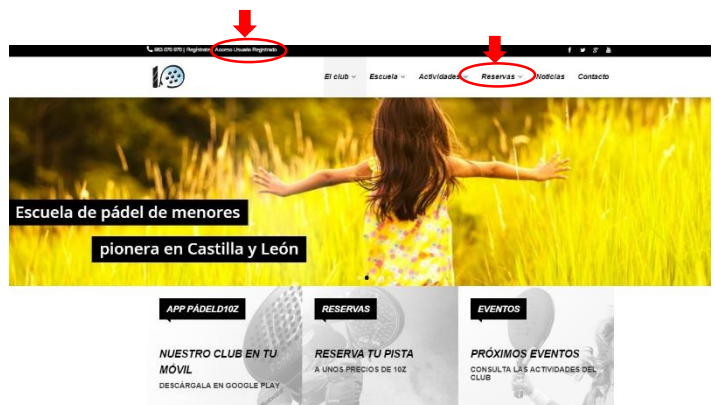 983 070 970 | Regístrate | Acceso Usuario Registrado
El club Escuela Actividades Reservas Noticias Contacto
Escuela de pádel de menores
pionera en Castilla y León
APP PÁDELD10Z
NUESTRO CLUB EN TU
MÓVIL
DESCÁRGALA EN GOOGLE PLAY
RESERVAS
RESERVA TU PISTA
A UNOS PRECIOS DE 10Z
EVENTOS
PRÓXIMOS EVENTOS
CONSULTA LAS ACTIVIDADES DEL
CLUB